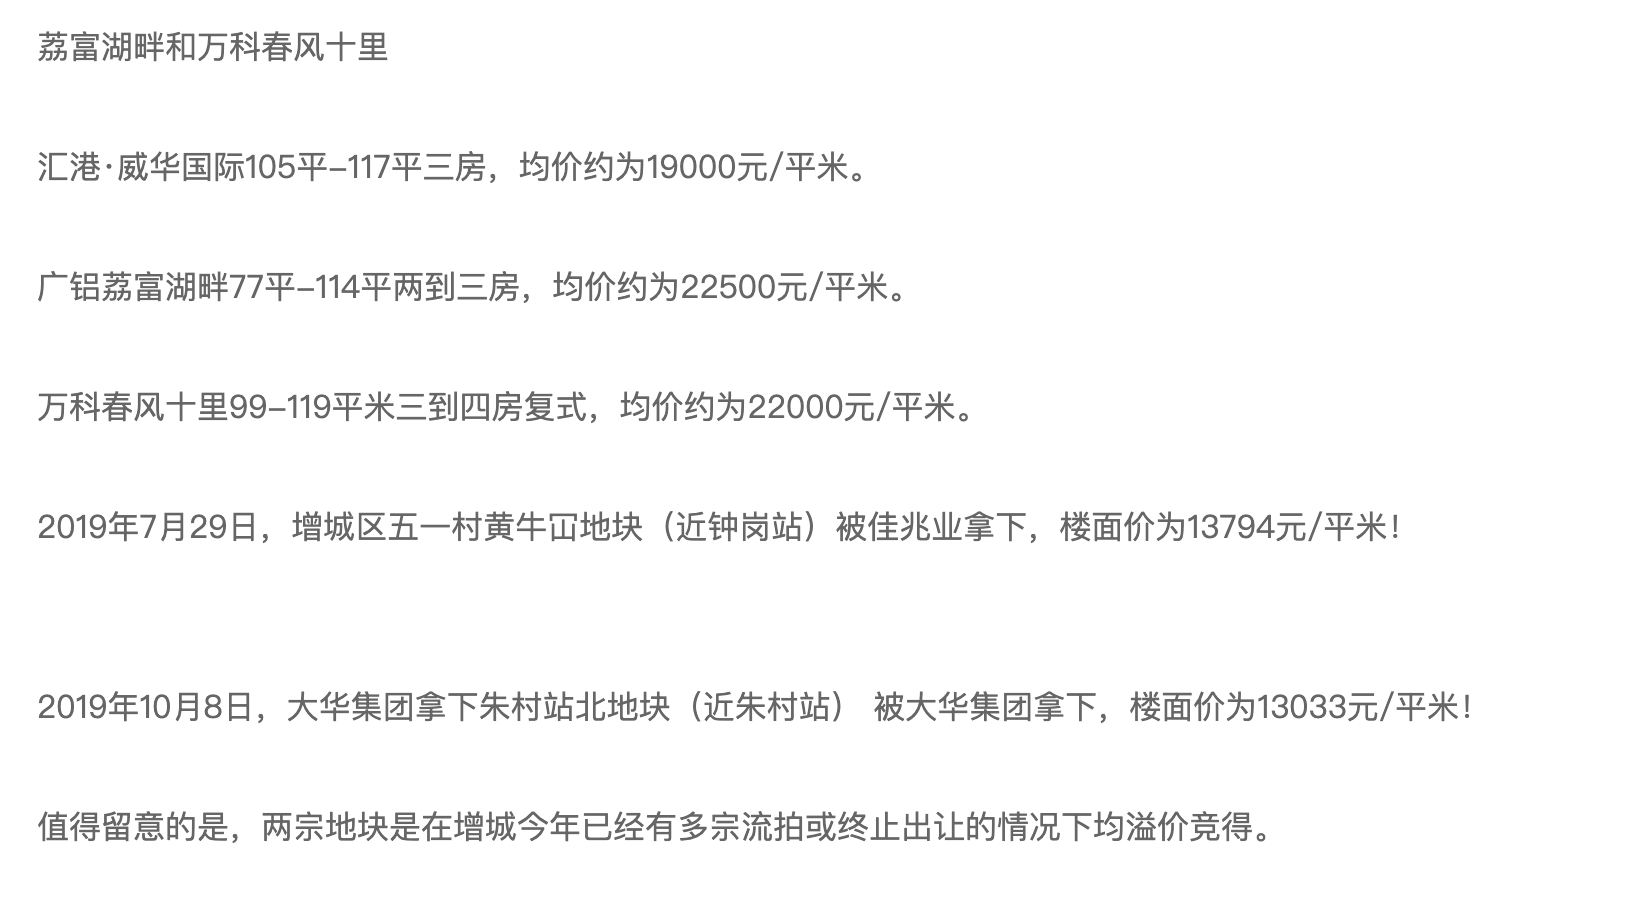 荔富湖畔和万科春风十里
汇港·威华国际105平–117平三房，均价约为19000元/平米。
广铝荔富湖畔77平–114平两到三房，均价约为22500元/平米。
万科春风十里99–119平米三到四房复式，均价约为22000元/平米。
2019年7月29日，增城区五一村黄牛冚地块（近钟岗站）被佳兆业拿下，楼面价为13794元/平米！
2019年10月8日，大华集团拿下朱村站北地块（近朱村站） 被大华集团拿下，楼面价为13033元/平米！
值得留意的是，两宗地块是在增城今年已经有多宗流拍或终止出让的情况下均溢价竞得。